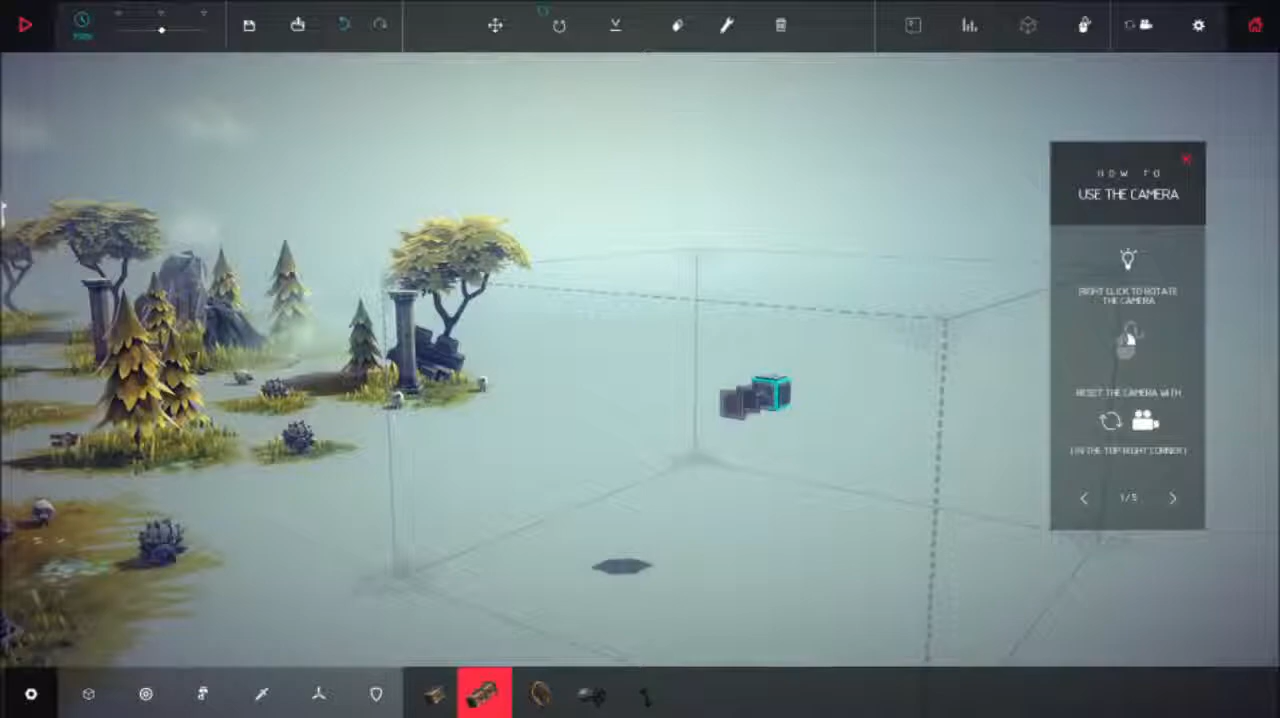 HOW TO
USE THE CAMERA
RIGHT CLICK TO ROTATE
THE CAMERA
RESET THE CAMERA WITH
(IN THE TOP RIGHT CORNER)
1/5